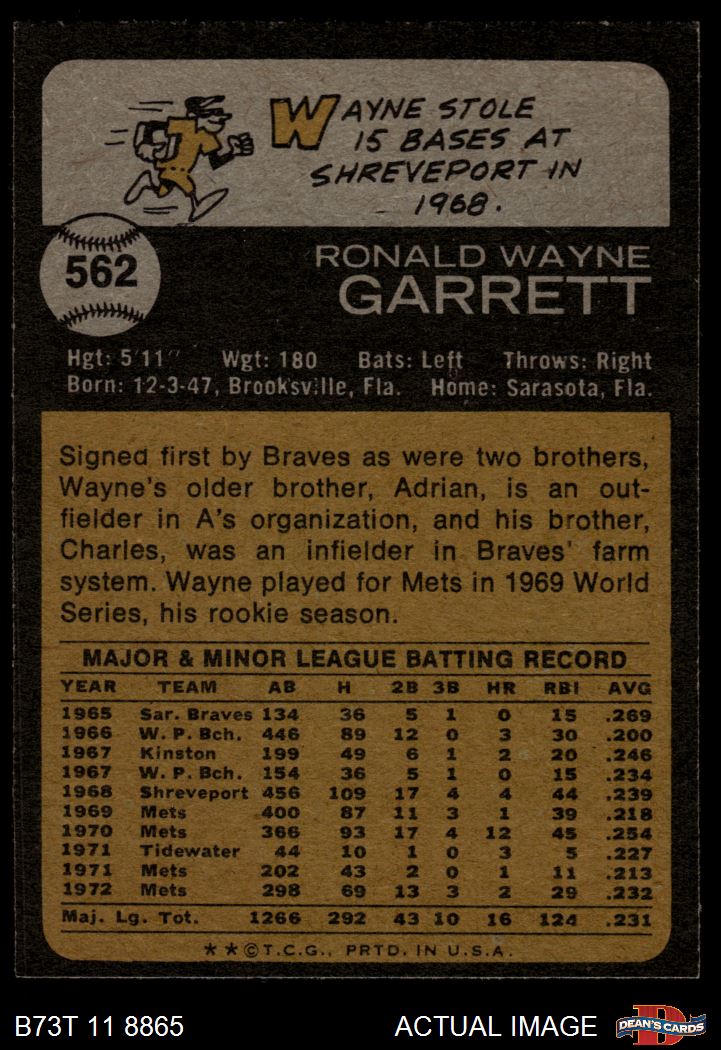 WAYNE STOLE
15 BASES AT
SHREVEPORT IN
1968.
562
RONALD WAYNE
GARRETT
Hgt: 5'11" Wgt: 180 Bats: Left Throws: Right
Born: 12-3-47, Brooksville, Fla. Home: Sarasota, Fla.
Signed first by Braves as were two brothers,
Wayne's older brother, Adrian, is an out-
fielder in A's organization, and his brother,
Charles, was an infielder in Braves' farm
system. Wayne played for Mets in 1969 World
Series, his rookie season.
MAJOR & MINOR LEAGUE BATTING RECORD
YEAR TEAM AB H 2B 3B HR RBI AVG
1965 Sar. Braves 134 36 5 1 0 15 .269
1966 W. P. Bch. 446 89 12 0 3 30 .200
1967 Kinston 199 49 6 1 2 20 .246
1967 W. P. Bch. 154 36 5 1 0 15 .234
1968 Shreveport 456 109 17 4 4 44 .239
1969 Mets 400 87 11 3 1 39 .218
1970 Mets 366 93 17 4 12 45 .254
1971 Tidewater 44 10 1 0 3 5 .227
1971 Mets 202 43 2 0 1 11 .213
1972 Mets 298 69 13 3 2 29 .232
Maj. Lg. Tot. 1266 292 43 10 16 124 .231
★★©T.C.G., PRTD. IN U.S.A.
B73T 11 8865 ACTUAL IMAGE
D
DEAN'S CARDS